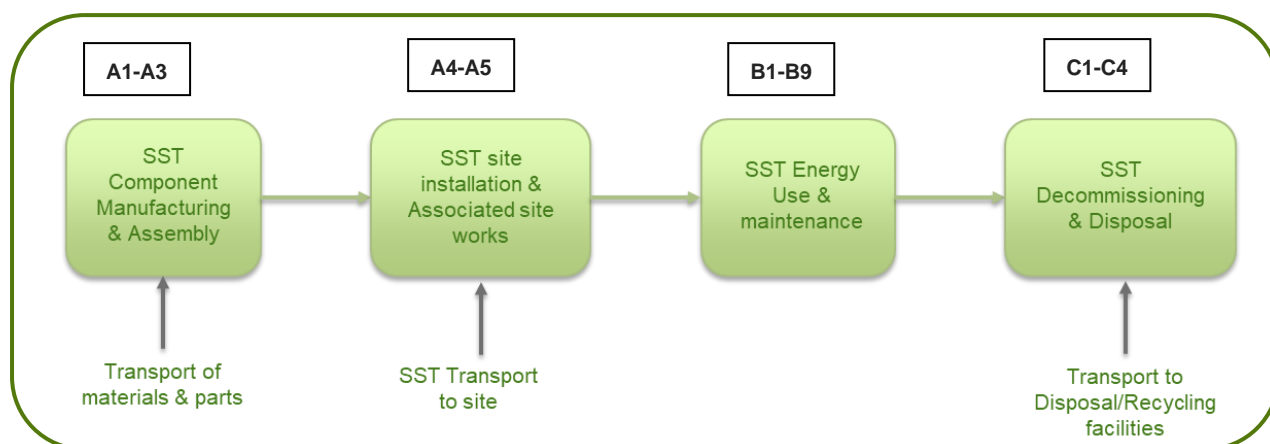 A1-A3
A4-A5
B1-B9
C1-C4
SST
Component
Manufacturing
& Assembly
SST site
installation &
Associated site
works
SST Energy
Use &
maintenance
SST
Decommissioning
& Disposal
Transport of
materials & parts
SST Transport
to site
Transport to
Disposal/Recycling
facilities